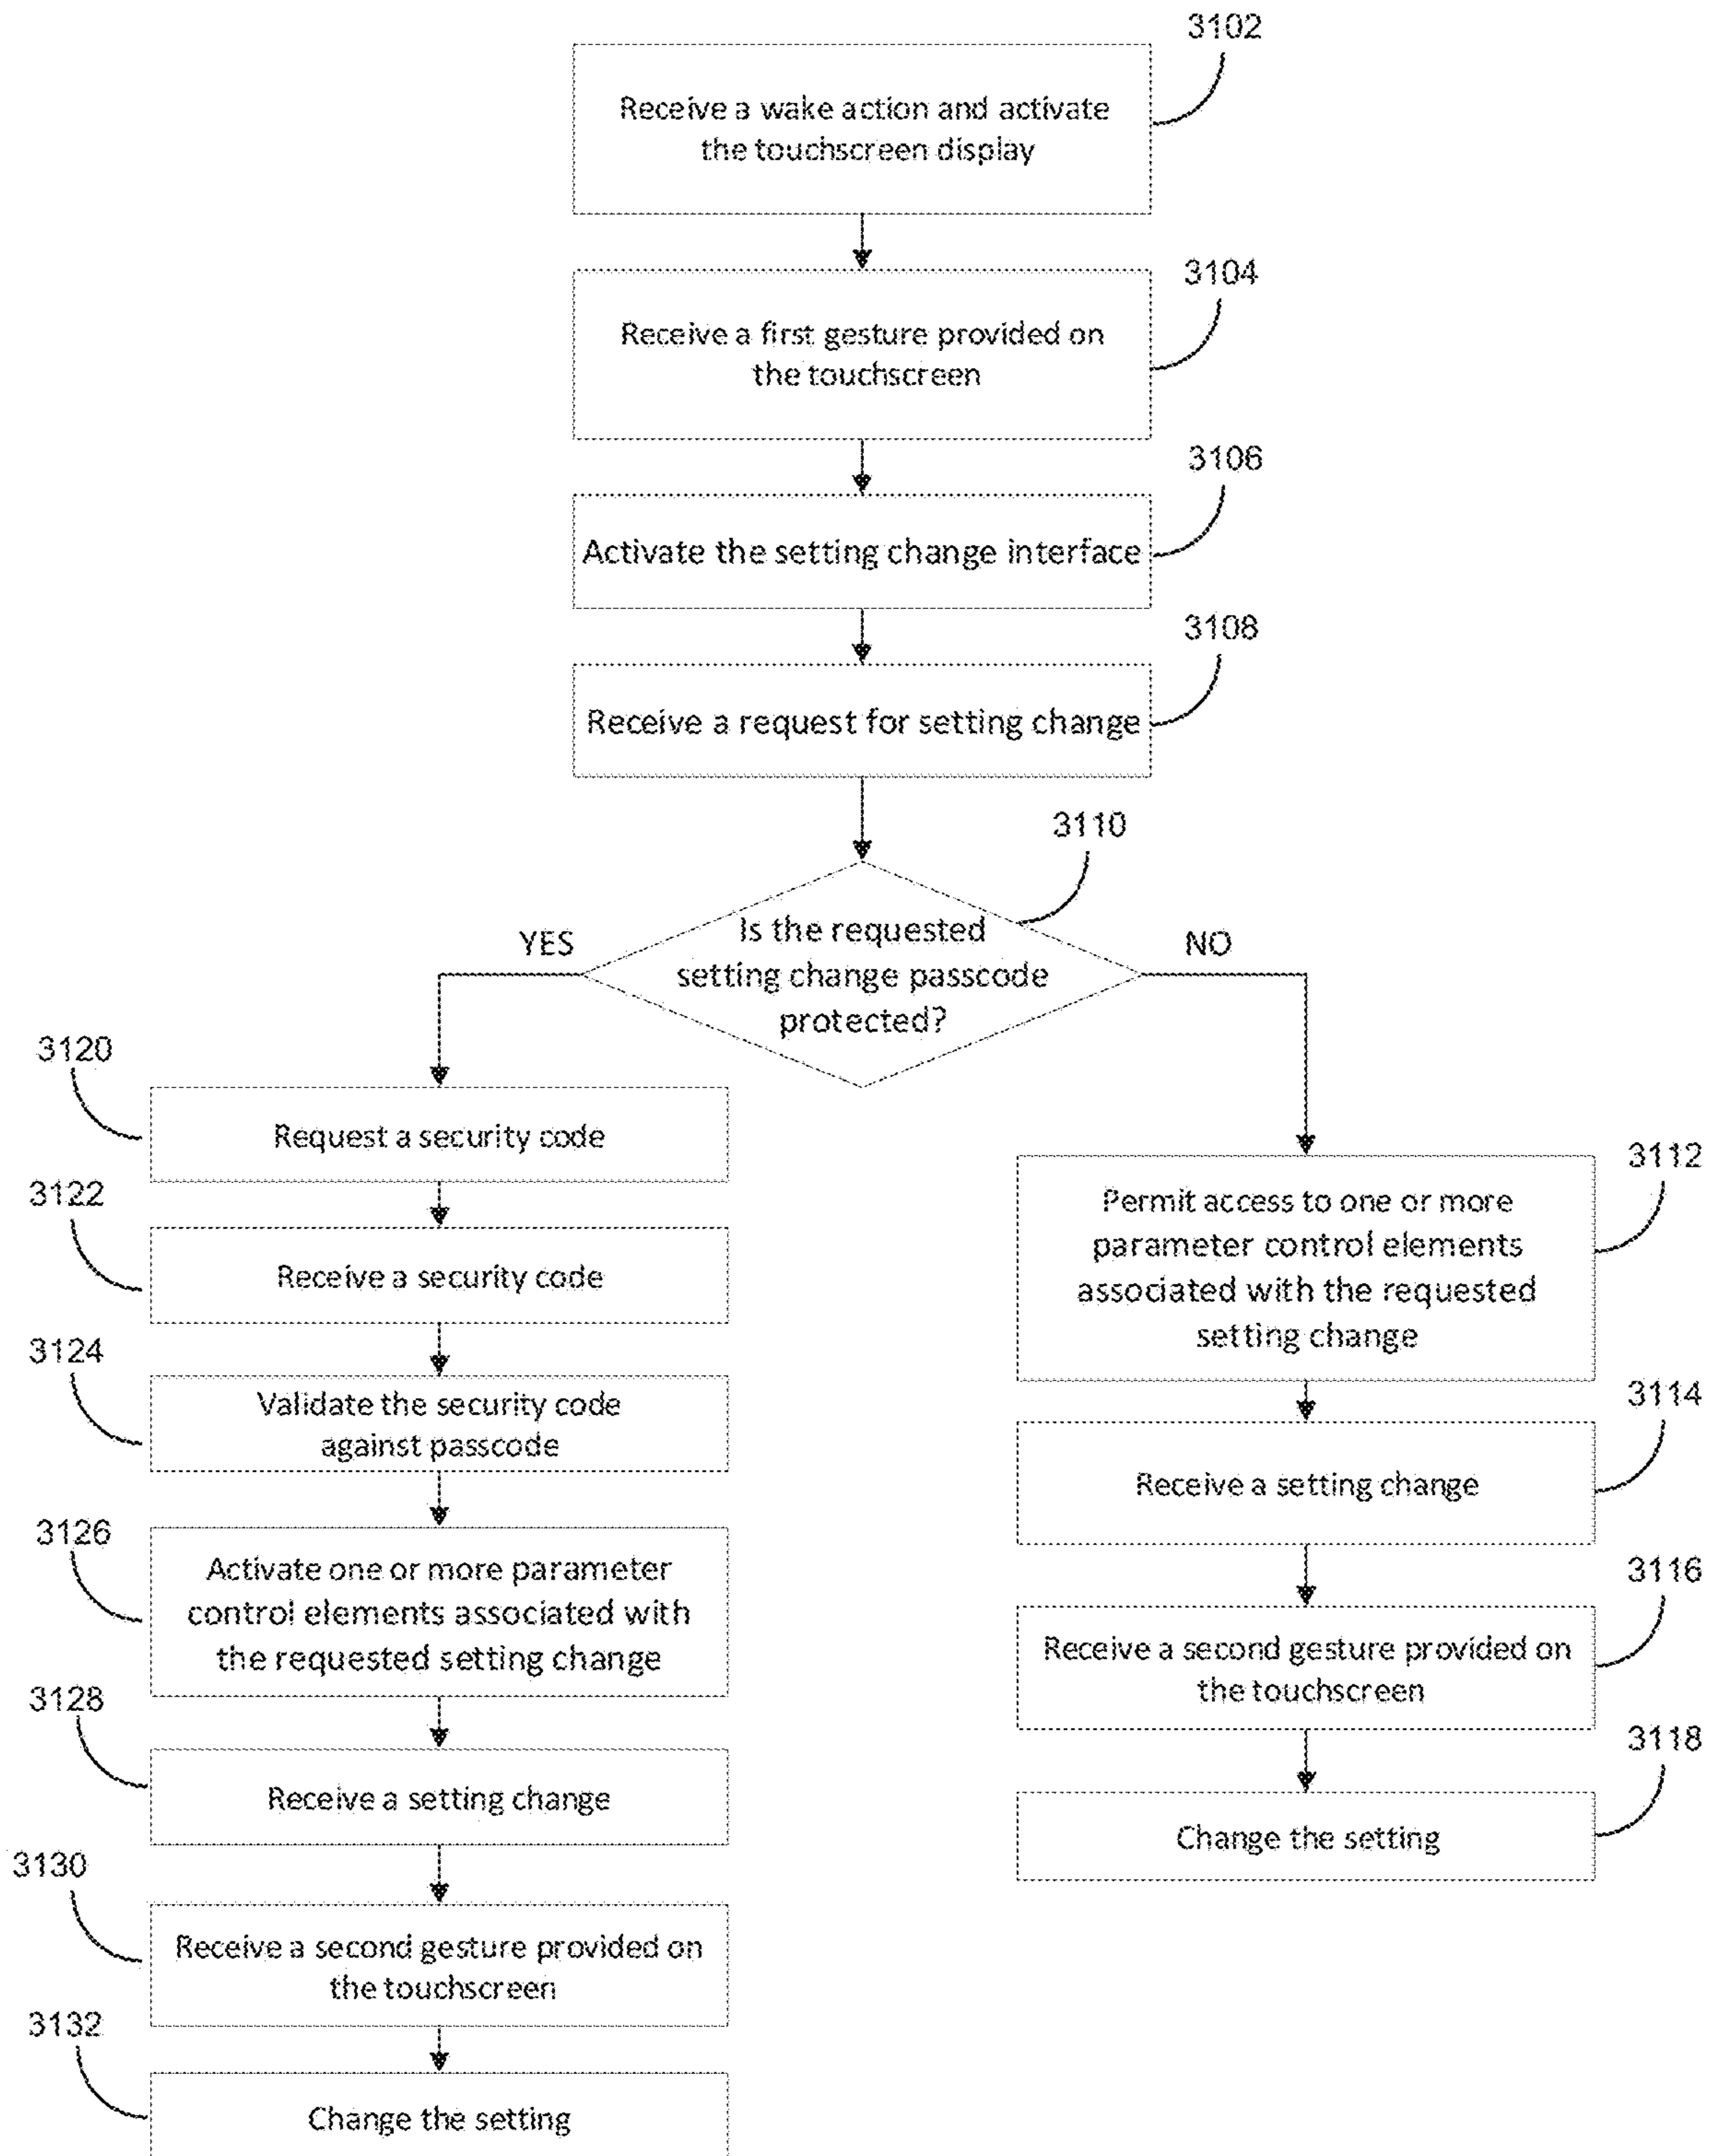 3102
Receive a wake action and activate
the touchscreen display
3104
Receive a first gesture provided on
the touchscreen
3106
Activate the setting change interface
3108
Receive a request for setting change
3110
Is the requested
setting change passcode
protected?
YES
NO
3120
Request a security code
3122
Receive a security code
3124
Validate the security code
against passcode
3126
Activate one or more parameter
control elements associated with
the requested setting change
3128
Receive a setting change
3130
Receive a second gesture provided on
the touchscreen
3132
Change the setting
3112
Permit access to one or more
parameter control elements
associated with the requested
setting change
3114
Receive a setting change
3116
Receive a second gesture provided on
the touchscreen
3118
Change the setting